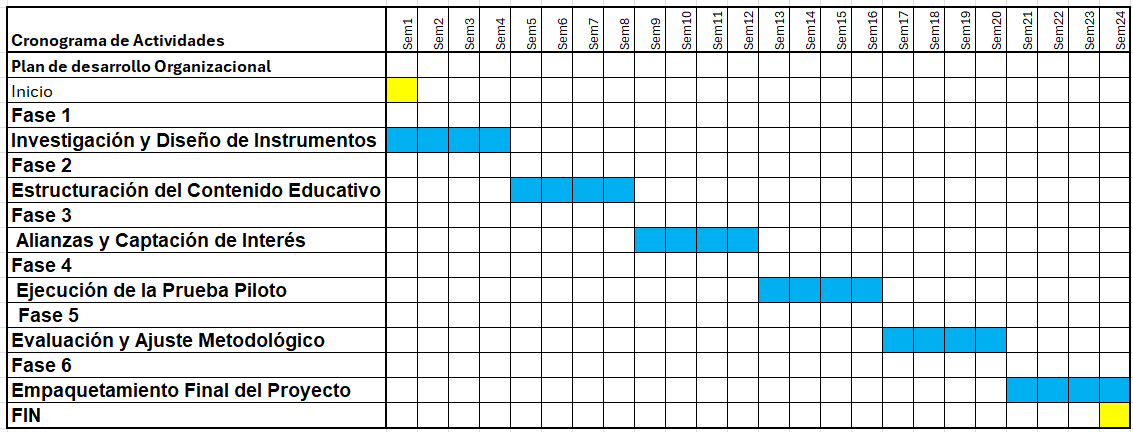 Cronograma de Actividades Sem1 Sem2 Sem3 Sem4 Sem5 Sem6 Sem7 Sem8 Sem9 Sem10 Sem11 Sem12 Sem13 Sem14 Sem15 Sem16 Sem17 Sem18 Sem19 Sem20 Sem21 Sem22 Sem23 Sem24
Plan de desarrollo Organizacional
Inicio
Fase 1
Investigación y Diseño de Instrumentos
Fase 2
Estructuración del Contenido Educativo
Fase 3
Alianzas y Captación de Interés
Fase 4
Ejecución de la Prueba Piloto
Fase 5
Evaluación y Ajuste Metodológico
Fase 6
Empaquetamiento Final del Proyecto
FIN